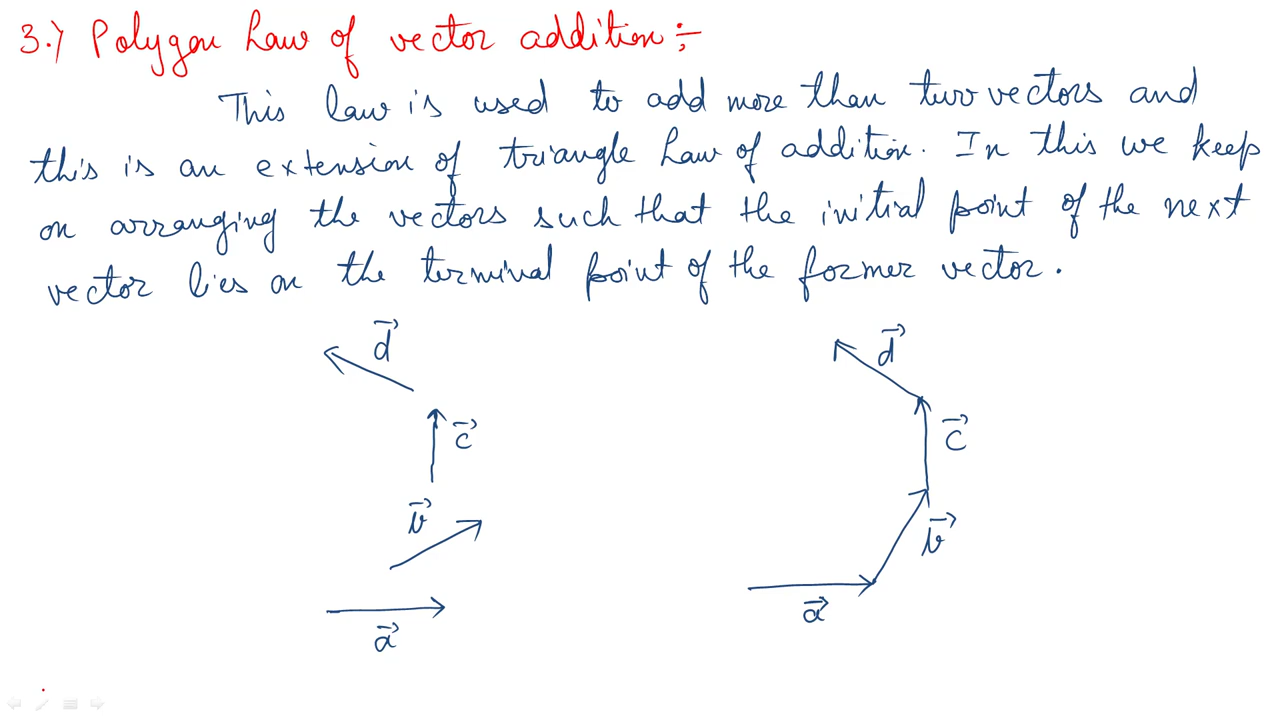 3.) Polygon Law of vector addition :-
This law is used to add more than two vectors and
this is an extension of triangle Law of addition. In this we keep
on arranging the vectors such that the initial point of the next
vector lies on the terminal point of the former vector.
d⃗
d⃗
c⃗
c⃗
b⃗
b⃗
a⃗
a⃗